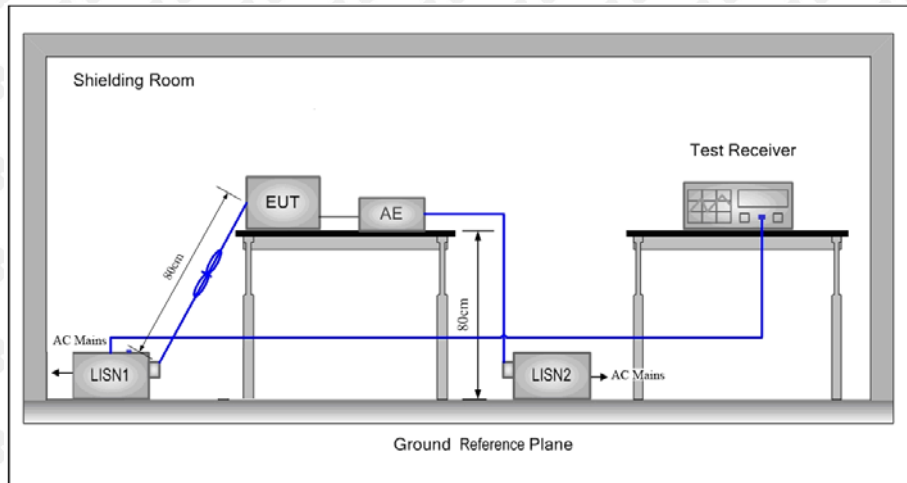 Shielding Room
Test Receiver
EUT
AE
80cm
80cm
AC Mains
LISN1
LISN2
AC Mains
Ground Reference Plane